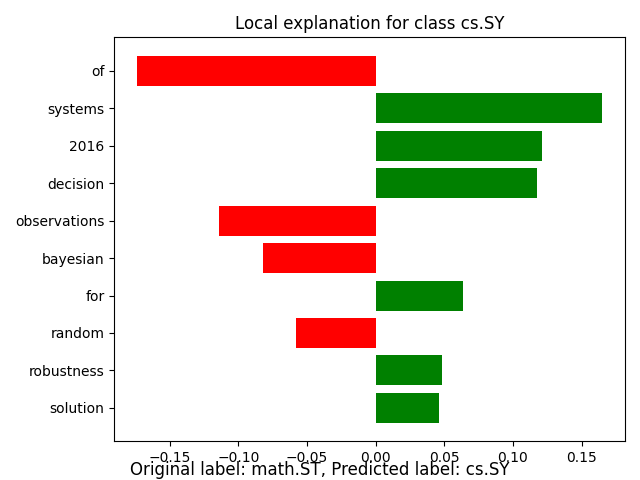 Local explanation for class cs.SY
of
systems
2016
decision
observations
bayesian
for
random
robustness
solution
−0.15 −0.10 −0.05 0.00 0.05 0.10 0.15
Original label: math.ST, Predicted label: cs.SY